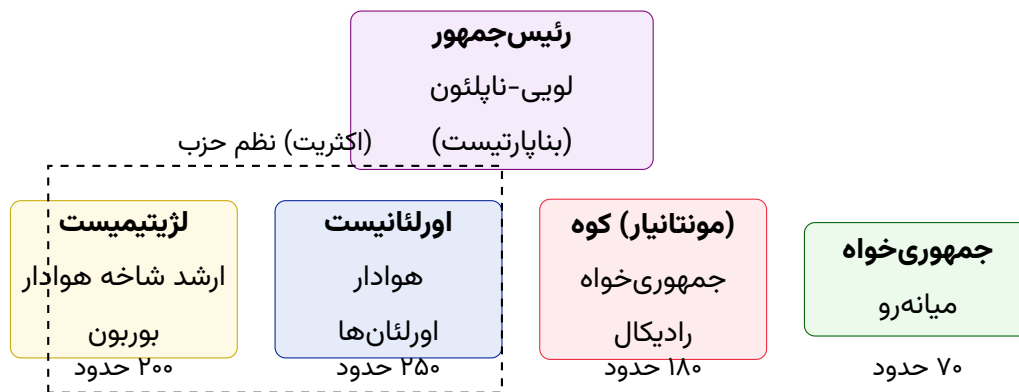 رئیس‌جمهور
لویی-ناپلئون
(بناپارتیست)
(اکثریت) نظم حزب
جمهوری‌خواه
میانه‌رو
۷۰ حدود
(مونتانیار) کوه
جمهوری‌خواه
رادیکال
۱۸۰ حدود
اورلئانیست
هوادار
اورلئان‌ها
۲۵۰ حدود
لژیتیمیست
ارشد شاخه هوادار
بوربون
۲۰۰ حدود